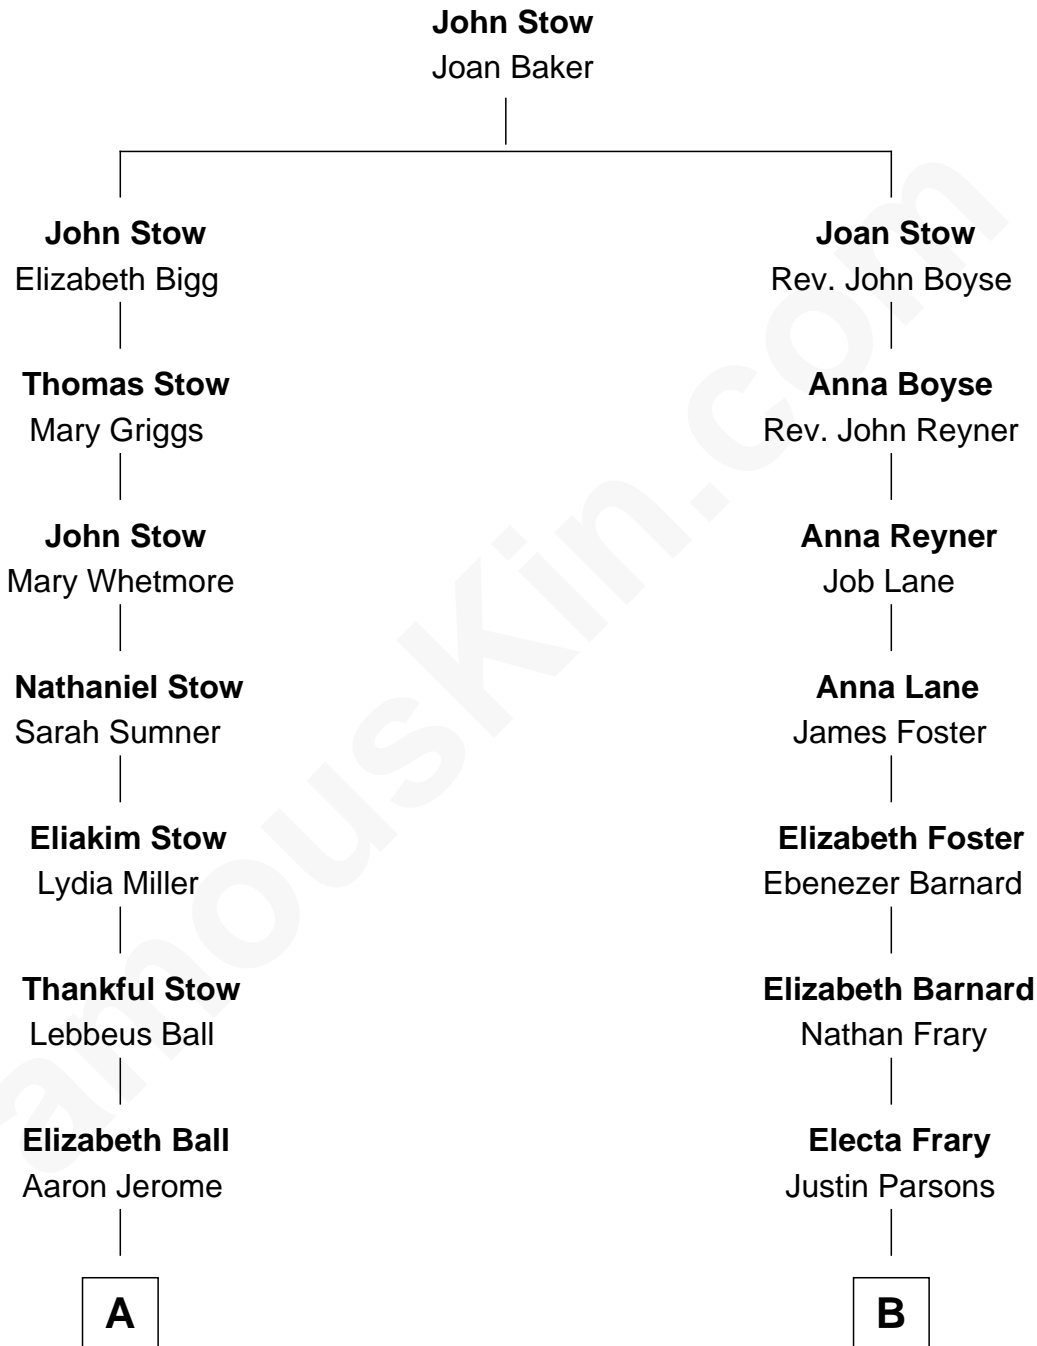 John Stow
Joan Baker
John Stow
Elizabeth Bigg
Thomas Stow
Mary Griggs
John Stow
Mary Whetmore
Nathaniel Stow
Sarah Sumner
Eliakim Stow
Lydia Miller
Thankful Stow
Lebbeus Ball
Elizabeth Ball
Aaron Jerome
A
Joan Stow
Rev. John Boyse
Anna Boyse
Rev. John Reyner
Anna Reyner
Job Lane
Anna Lane
James Foster
Elizabeth Foster
Ebenezer Barnard
Elizabeth Barnard
Nathan Frary
Electa Frary
Justin Parsons
B
amouskin.com